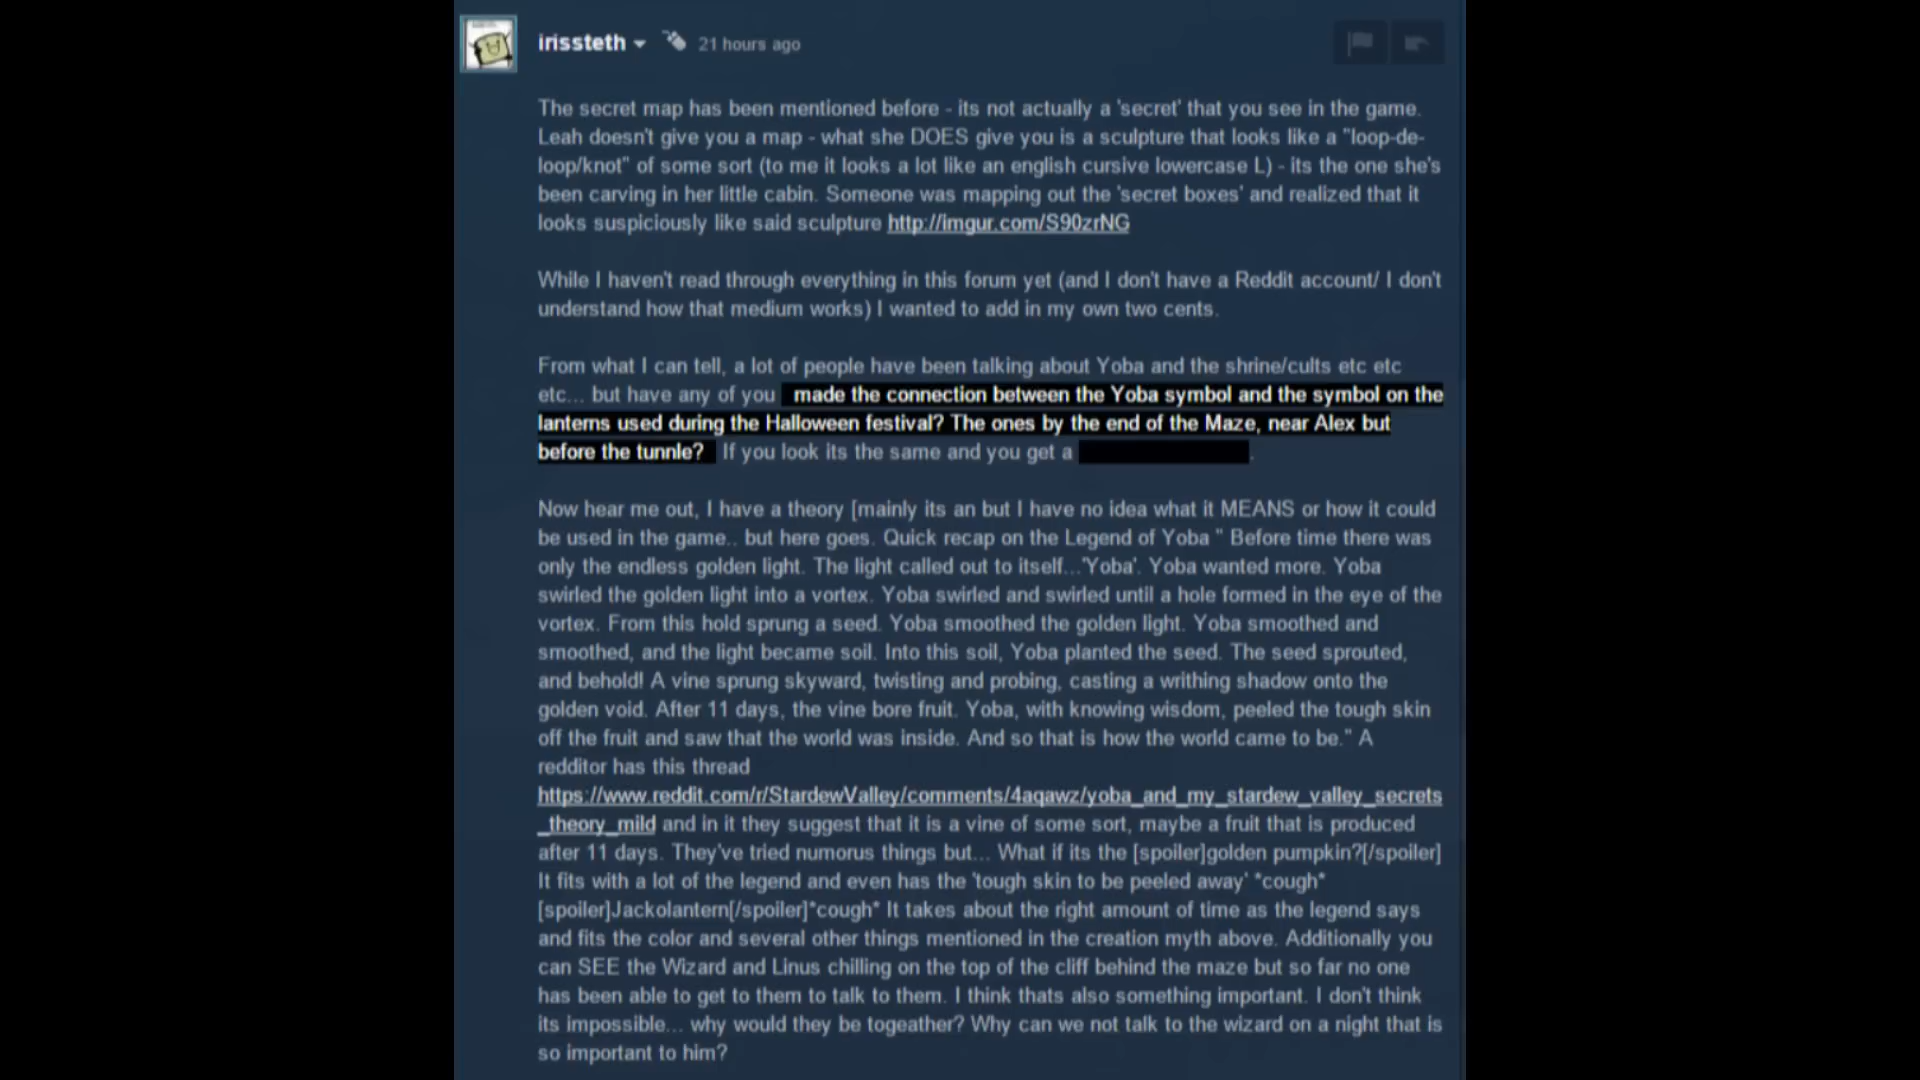 irissteth 21 hours ago
The secret map has been mentioned before - its not actually a 'secret' that you see in the game.
Leah doesn't give you a map - what she DOES give you is a sculpture that looks like a "loop-de-
loop/knot" of some sort (to me it looks a lot like an english cursive lowercase L) - its the one she's
been carving in her little cabin. Someone was mapping out the 'secret boxes' and realized that it
looks suspiciously like said sculpture http://imgur.com/S90zrNG
While I haven't read through everything in this forum yet (and I don't have a Reddit account/ I don't
understand how that medium works) I wanted to add in my own two cents.
From what I can tell, a lot of people have been talking about Yoba and the shrine/cults etc etc
etc... but have any of you made the connection between the Yoba symbol and the symbol on the
lanterns used during the Halloween festival? The ones by the end of the Maze, near Alex but
before the tunnle? If you look its the same and you get a .
Now hear me out, I have a theory [mainly its an but I have no idea what it MEANS or how it could
be used in the game.. but here goes. Quick recap on the Legend of Yoba " Before time there was
only the endless golden light. The light called out to itself...'Yoba'. Yoba wanted more. Yoba
swirled the golden light into a vortex. Yoba swirled and swirled until a hole formed in the eye of the
vortex. From this hold sprung a seed. Yoba smoothed the golden light. Yoba smoothed and
smoothed, and the light became soil. Into this soil, Yoba planted the seed. The seed sprouted,
and behold! A vine sprung skyward, twisting and probing, casting a writhing shadow onto the
golden void. After 11 days, the vine bore fruit. Yoba, with knowing wisdom, peeled the tough skin
off the fruit and saw that the world was inside. And so that is how the world came to be." A
redditor has this thread
https://www.reddit.com/r/StardewValley/comments/4aqawz/yoba_and_my_stardew_valley_secrets
_theory_mild and in it they suggest that it is a vine of some sort, maybe a fruit that is produced
after 11 days. They've tried numorus things but... What if its the [spoiler]golden pumpkin?[/spoiler]
It fits with a lot of the legend and even has the 'tough skin to be peeled away' *cough*
[spoiler]Jackolantern[/spoiler]*cough* It takes about the right amount of time as the legend says
and fits the color and several other things mentioned in the creation myth above. Additionally you
can SEE the Wizard and Linus chilling on the top of the cliff behind the maze but so far no one
has been able to get to them to talk to them. I think thats also something important. I don't think
its impossible... why would they be togeather? Why can we not talk to the wizard on a night that is
so important to him?